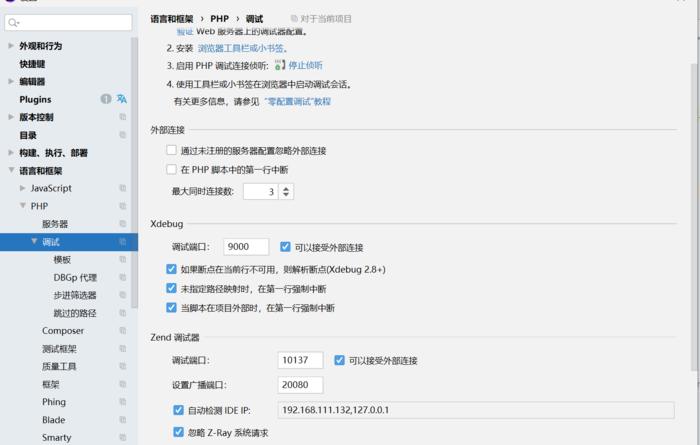 语言和框架 › PHP › 调试 对于当前项目
验证 Web 服务器上的调试器配置。
2. 安装 浏览器工具栏或小书签。
3. 启用 PHP 调试连接侦听: 停止侦听
4. 使用工具栏或小书签在浏览器中启动调试会话。
有关更多信息，请参见 "零配置调试"教程
外观和行为
快捷键
编辑器
Plugins 1
版本控制
目录
构建、执行、部署
语言和框架
JavaScript
PHP
服务器
调试
模板
DBGp 代理
步进筛选器
跳过的路径
Composer
测试框架
质量工具
框架
Phing
Blade
Smarty
外部连接
通过未注册的服务器配置忽略外部连接
在 PHP 脚本中的第一行中断
最大同时连接数: 3
Xdebug
调试端口: 9000 可以接受外部连接
如果断点在当前行不可用，则解析断点(Xdebug 2.8+)
未指定路径映射时，在第一行强制中断
当脚本在项目外部时，在第一行强制中断
Zend 调试器
调试端口: 10137 可以接受外部连接
设置广播端口: 20080
自动检测 IDE IP: 192.168.111.132,127.0.0.1
忽略 Z-Ray 系统请求